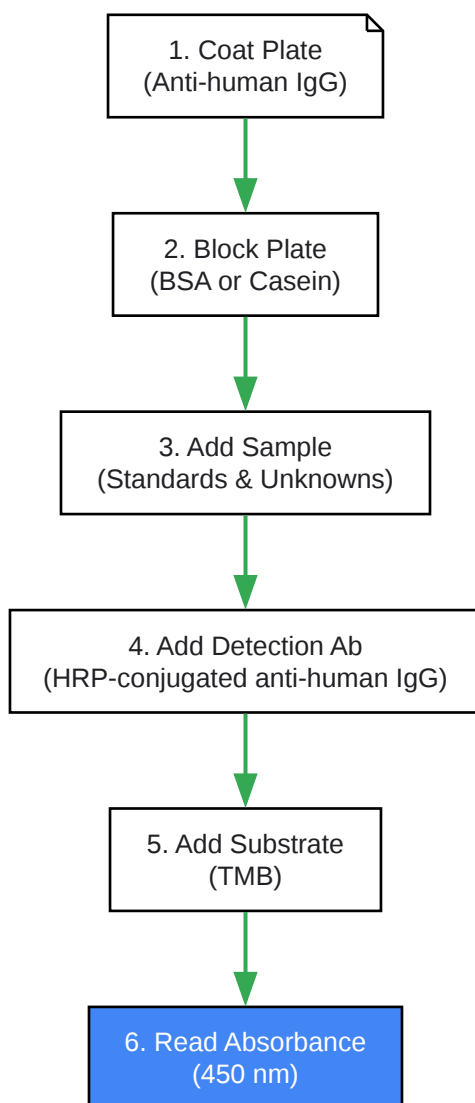 1. Coat Plate
(Anti-human IgG)
2. Block Plate
(BSA or Casein)
3. Add Sample
(Standards & Unknowns)
4. Add Detection Ab
(HRP-conjugated anti-human IgG)
5. Add Substrate
(TMB)
6. Read Absorbance
(450 nm)